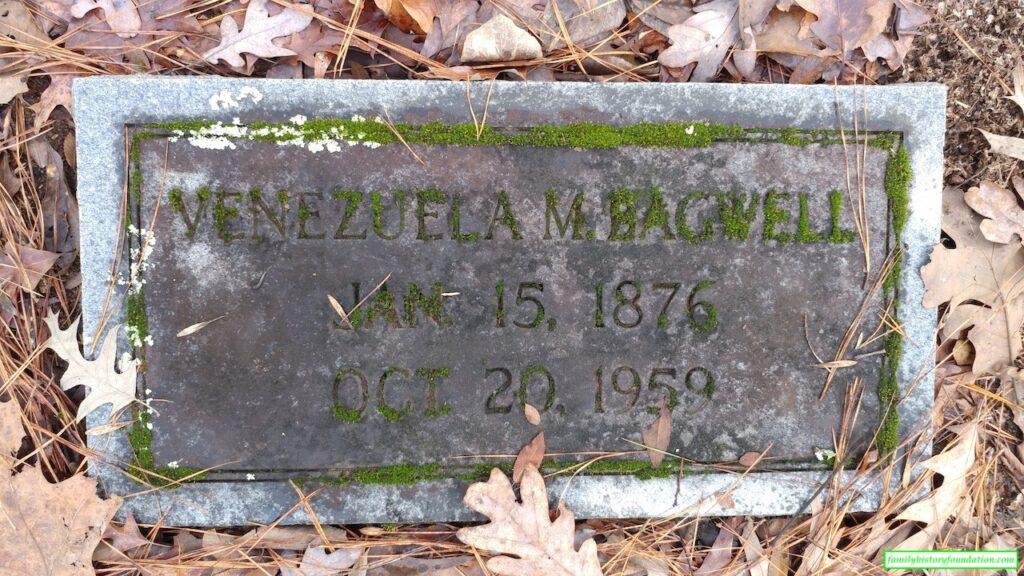 VENEZUELA M. BAGWELL
JAN. 15, 1876
OCT. 20, 1959
familyhistoryfoundation.com